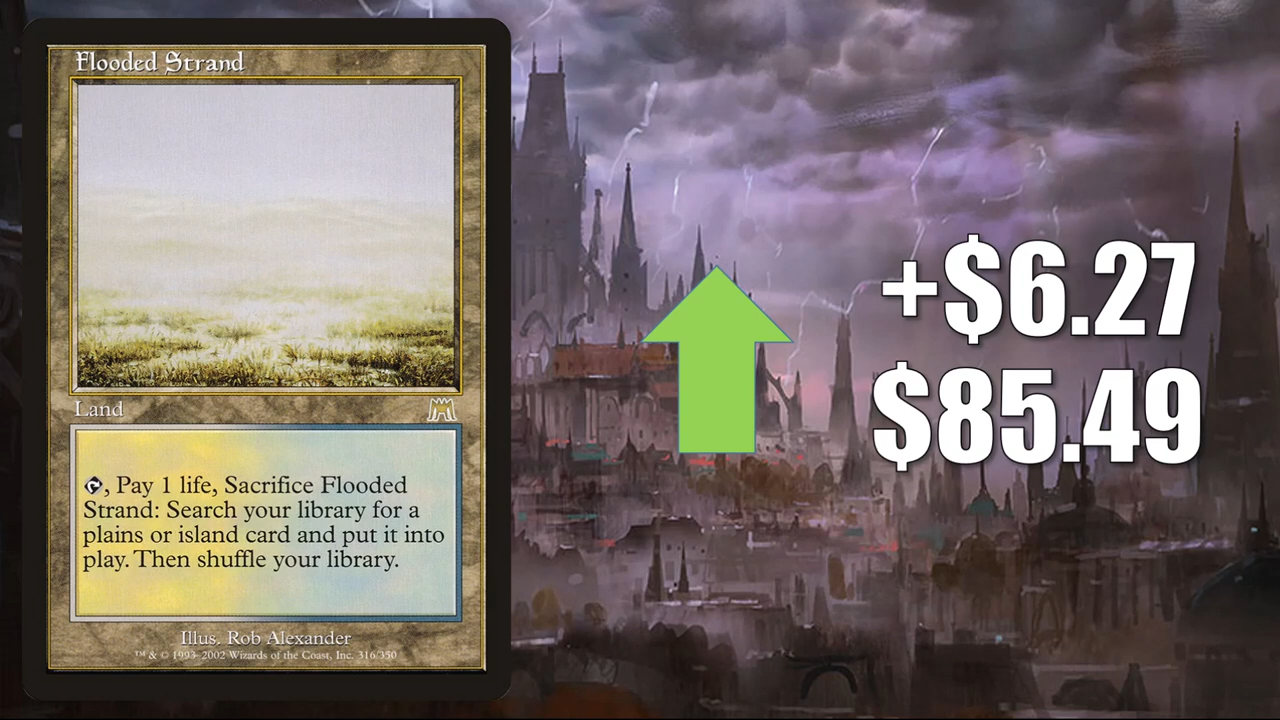 Flooded Strand
Land
, Pay 1 life, Sacrifice Flooded
Strand: Search your library for a
plains or island card and put it into
play. Then shuffle your library.
Illus. Rob Alexander
™ & © 1993–2002 Wizards of the Coast, Inc. 316/350
+$6.27
$85.49